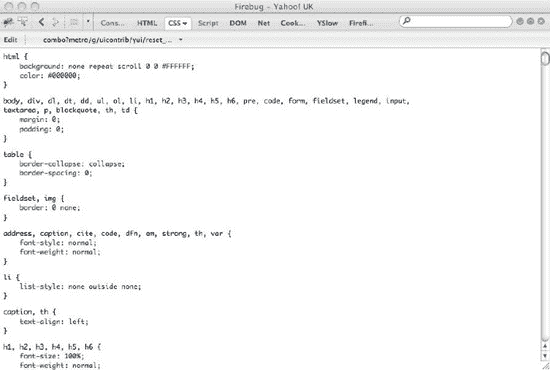 Firebug - Yahoo! UK
Cons... HTML CSS Script DOM Net Cook... YSlow Firefi...
Edit combo?metro/g/uicontrib/yui/reset_...
html {
background: none repeat scroll 0 0 #FFFFFF;
color: #000000;
}
body, div, dl, dt, dd, ul, ol, li, h1, h2, h3, h4, h5, h6, pre, code, form, fieldset, legend, input,
textarea, p, blockquote, th, td {
margin: 0;
padding: 0;
}
table {
border-collapse: collapse;
border-spacing: 0;
}
fieldset, img {
border: 0 none;
}
address, caption, cite, code, dfn, em, strong, th, var {
font-style: normal;
font-weight: normal;
}
li {
list-style: none outside none;
}
caption, th {
text-align: left;
}
h1, h2, h3, h4, h5, h6 {
font-size: 100%;
font-weight: normal;